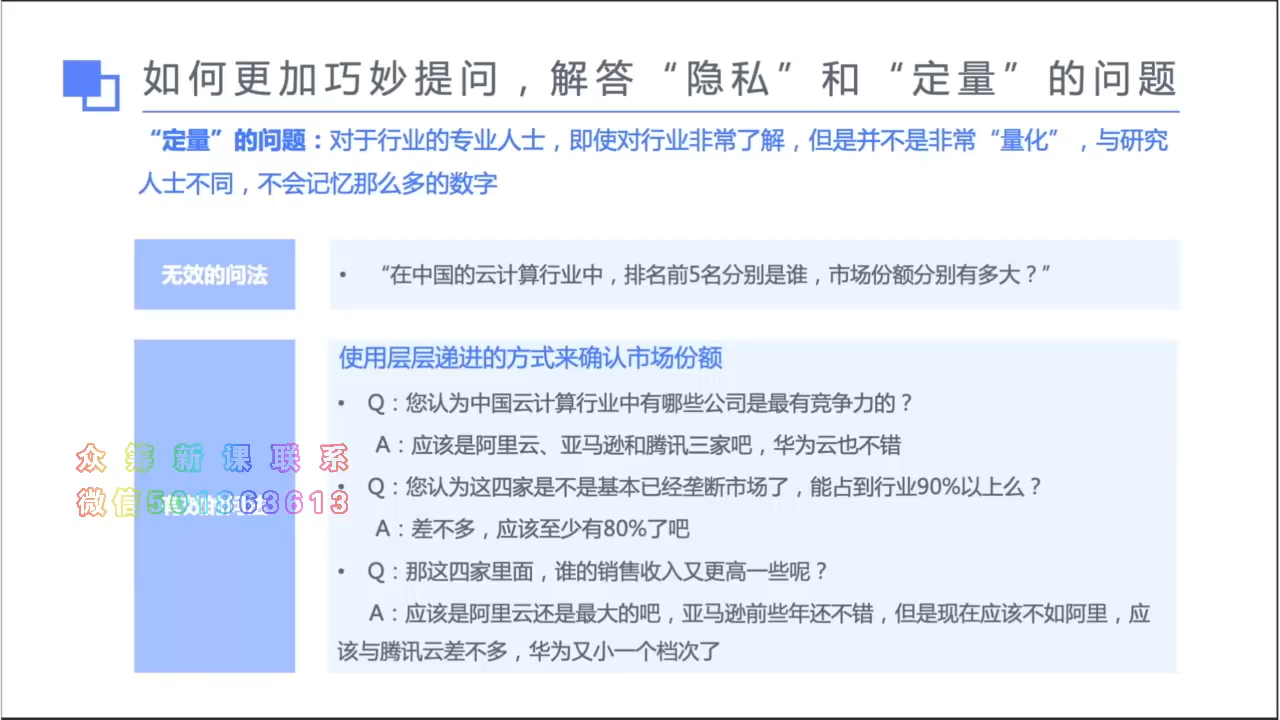 如何更加巧妙提问，解答“隐私”和“定量”的问题
“定量”的问题：对于行业的专业人士，即使对行业非常了解，但是并不是非常“量化”，与研究
人士不同，不会记忆那么多的数字
无效的问法
• “在中国的云计算行业中，排名前5名分别是谁，市场份额分别有多大？”
使用层层递进的方式来确认市场份额
• Q：您认为中国云计算行业中有哪些公司是最有竞争力的？
A：应该是阿里云、亚马逊和腾讯三家吧，华为云也不错
• Q：您认为这四家是不是基本已经垄断市场了，能占到行业90%以上么？
A：差不多，应该至少有80%了吧
• Q：那这四家里面，谁的销售收入又更高一些呢？
A：应该是阿里云还是最大的吧，亚马逊前些年还不错，但是现在应该不如阿里，应
该与腾讯云差不多，华为又小一个档次了
众筹新课联系
微信591863613